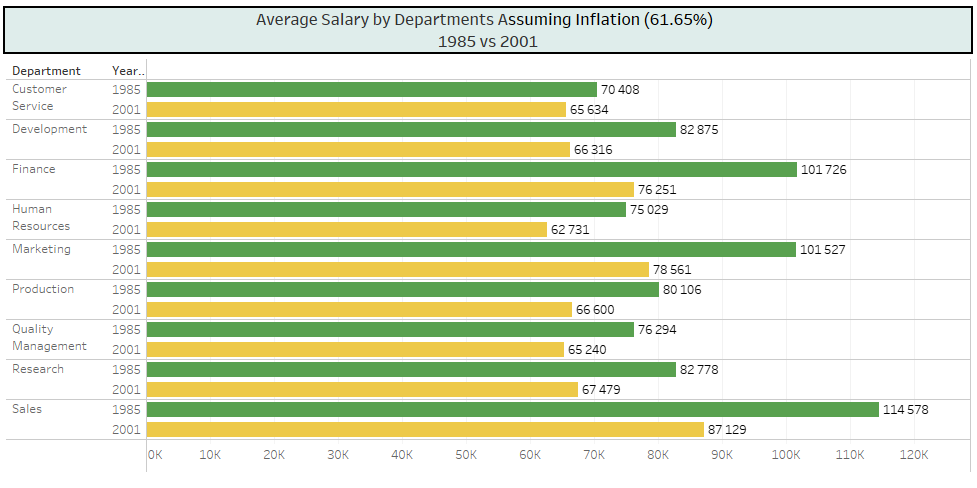 Average Salary by Departments Assuming Inflation (61.65%)
1985 vs 2001
Department Year..
Customer Service 1985 70 408
2001 65 634
Development 1985 82 875
2001 66 316
Finance 1985 101 726
2001 76 251
Human Resources 1985 75 029
2001 62 731
Marketing 1985 101 527
2001 78 561
Production 1985 80 106
2001 66 600
Quality Management 1985 76 294
2001 65 240
Research 1985 82 778
2001 67 479
Sales 1985 114 578
2001 87 129
0K 10K 20K 30K 40K 50K 60K 70K 80K 90K 100K 110K 120K